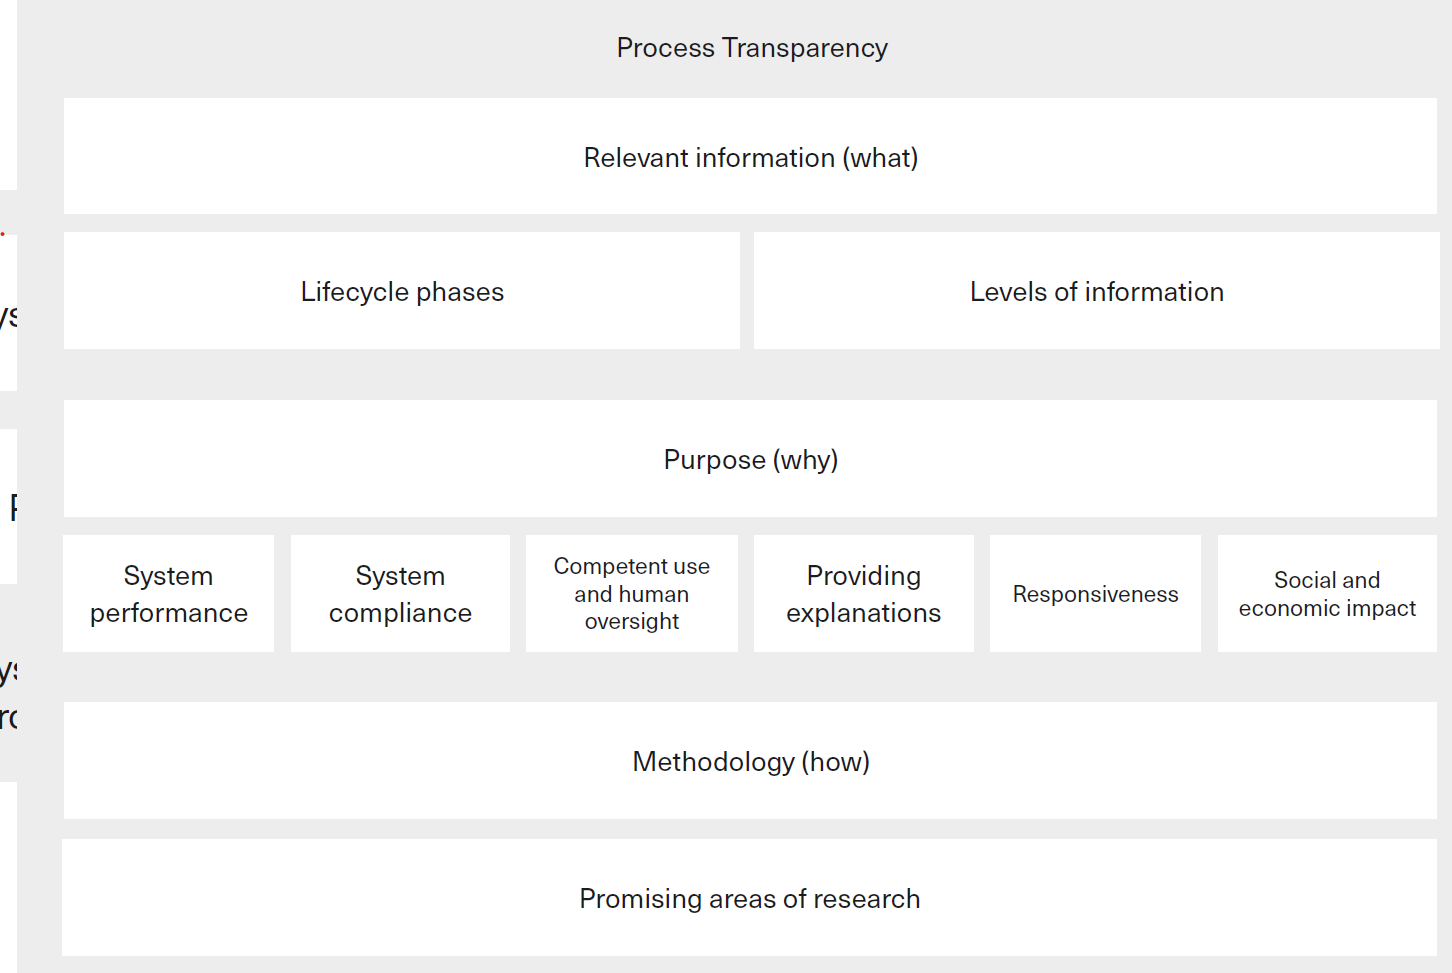 Process Transparency
Relevant information (what)
Lifecycle phases
Levels of information
Purpose (why)
System
performance
System
compliance
Competent use
and human
oversight
Providing
explanations
Responsiveness
Social and
economic impact
Methodology (how)
Promising areas of research